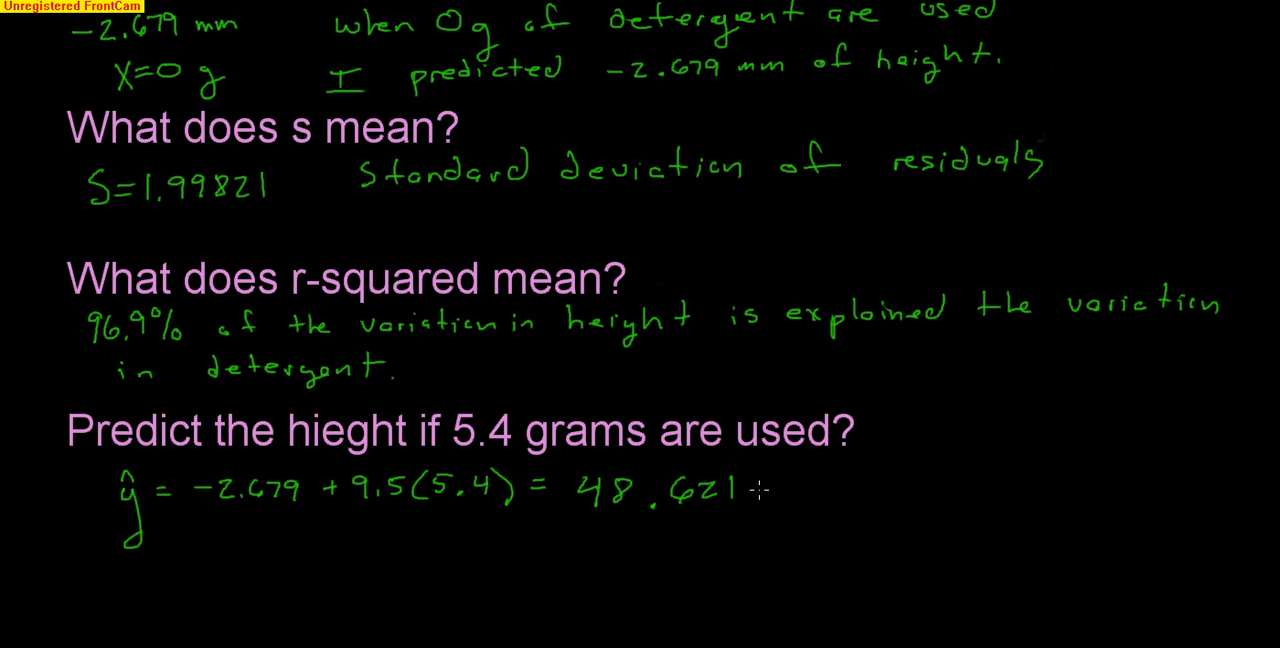 Unregistered FrontCam
-2.679 mm when 0g of detergent are used
x=0 g I predicted -2.679 mm of height.
What does s mean?
S=1.99821 Standard deviation of residuals
What does r-squared mean?
96.9% of the variation in height is explained the variation
in detergent.
Predict the hieght if 5.4 grams are used?
ŷ = -2.679 + 9.5(5.4) = 48.621